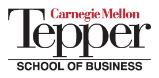 Carnegie Mellon
Tepper
SCHOOL OF BUSINESS